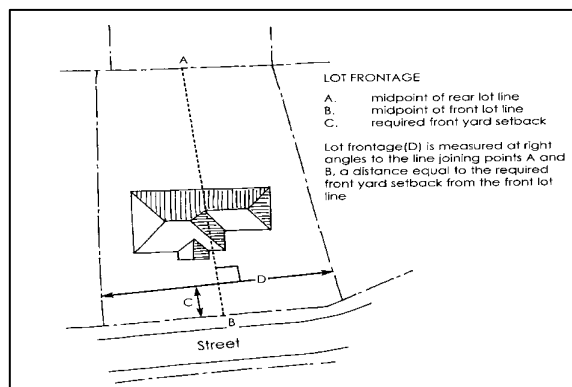 A
LOT FRONTAGE
A. midpoint of rear lot line
B. midpoint of front lot line
C. required front yard setback
Lot frontage(D) is measured at right
angles to the line joining points A and
B, a distance equal to the required
front yard setback from the front lot
line
D
C
B
Street